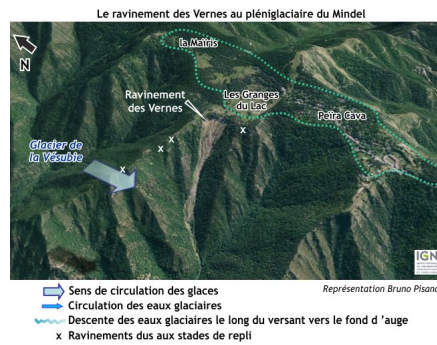 Le ravinement des Vernes au pléniglaciaire du Mindel
la Maïris
N
Les Granges
du Lac
Ravinement
des Vernes
Peïra Cava
Glacier de
la Vésubie
x
x
x
x
IGN
Représentation Bruno Pisano
Sens de circulation des glaces
Circulation des eaux glaciaires
Descente des eaux glaciaires le long du versant vers le fond d 'auge
x Ravinements dus aux stades de repli